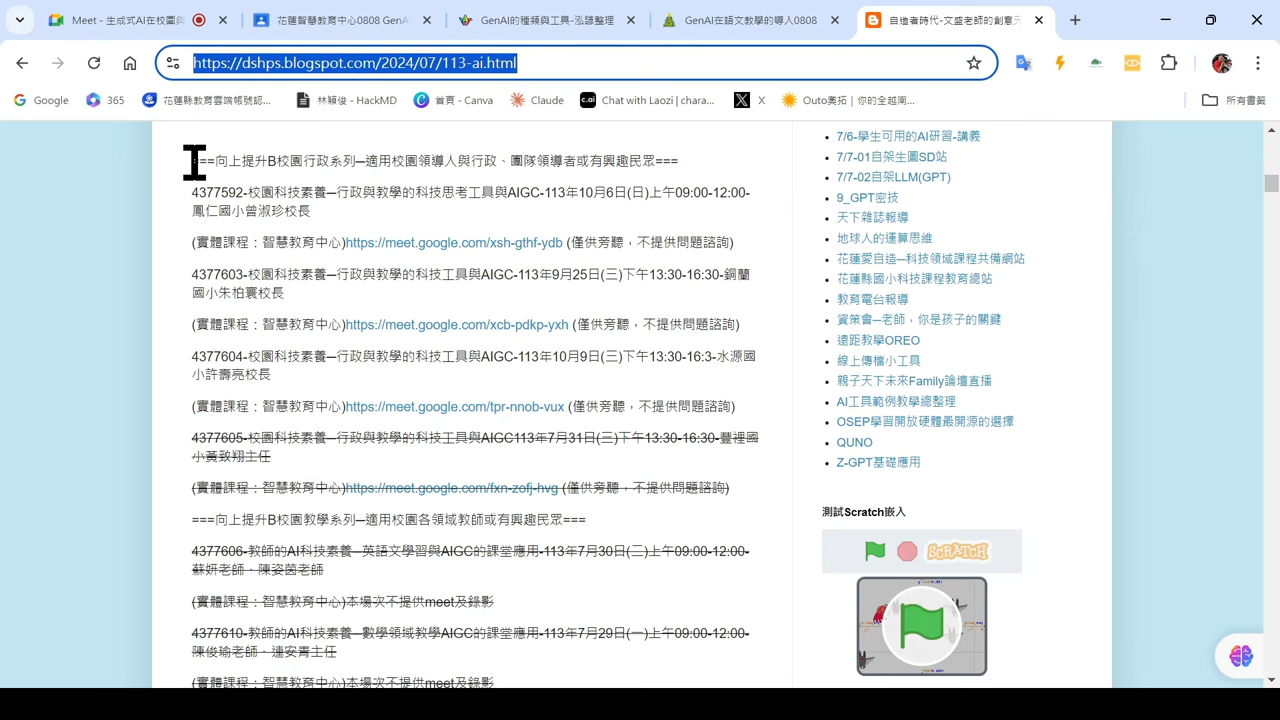 Meet - 生成式AI在校園與
花蓮智慧教育中心0808 GenA
GenAI的種類與工具-泓諺整理
GenAI在語文教學的導入0808
自造者時代-文盛老師的創意天
https://dshps.blogspot.com/2024/07/113-ai.html
Google
365
花蓮縣教育雲端帳號認...
林穎俊 - HackMD
首頁 - Canva
Claude
Chat with Laozi | chara...
X
Outo奧拓 | 你的全越南...
所有書籤
===向上提升B校園行政系列─適用校園領導人與行政、團隊領導者或有興趣民眾===
4377592-校園科技素養─行政與教學的科技思考工具與AIGC-113年10月6日(日)上午09:00-12:00-
鳳仁國小曾淑珍校長
(實體課程：智慧教育中心)https://meet.google.com/xsh-gthf-ydb (僅供旁聽，不提供問題諮詢)
4377603-校園科技素養─行政與教學的科技工具與AIGC-113年9月25日(三)下午13:30-16:30-銅蘭
國小朱柏寰校長
(實體課程：智慧教育中心)https://meet.google.com/xcb-pdkp-yxh (僅供旁聽，不提供問題諮詢)
4377604-校園科技素養─行政與教學的科技工具與AIGC-113年10月9日(三)下午13:30-16:3-水源國
小許壽亮校長
(實體課程：智慧教育中心)https://meet.google.com/tpr-nnob-vux (僅供旁聽，不提供問題諮詢)
4377605-校園科技素養─行政與教學的科技工具與AIGC113年7月31日(三)下午13:30-16:30-豐裡國
小黃致翔主任
(實體課程：智慧教育中心)https://meet.google.com/fxn-zofj-hvg (僅供旁聽，不提供問題諮詢)
===向上提升B校園教學系列─適用校園各領域教師或有興趣民眾===
4377606-教師的AI科技素養─英語文學習與AIGC的課堂應用-113年7月30日(二)上午09:00-12:00-
蘇妍老師、陳姿茵老師
(實體課程：智慧教育中心)本場次不提供meet及錄影
4377610-教師的AI科技素養─數學領域教學AIGC的課堂應用-113年7月29日(一)上午09:00-12:00-
陳俊瑜老師、連安青主任
(實體課程：智慧教育中心)本場次不提供meet及錄影
7/6-學生可用的AI研習-講義
7/7-01自架生圖SD站
7/7-02自架LLM(GPT)
9_GPT密技
天下雜誌報導
地球人的運算思維
花蓮愛自造─科技領域課程共備網站
花蓮縣國小科技課程教育總站
教育電台報導
資策會─老師，你是孩子的關鍵
遠距教學OREO
線上傳檔小工具
親子天下未來Family論壇直播
AI工具範例教學總整理
OSEP學習開放硬體最開源的選擇
QUNO
Z-GPT基礎應用
測試Scratch嵌入
SCRATCH